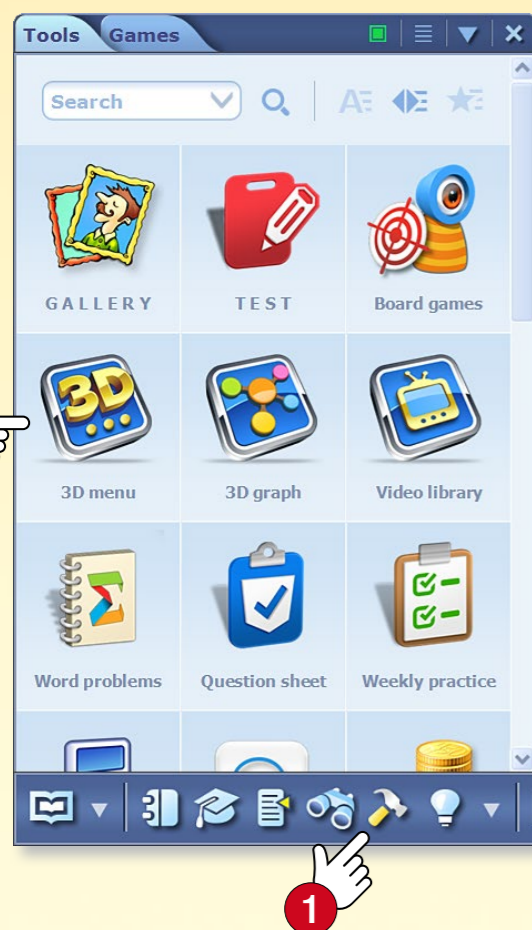 Tools Games
Search
GALLERY TEST Board games
3D
3D menu 3D graph Video library
Word problems Question sheet Weekly practice
1